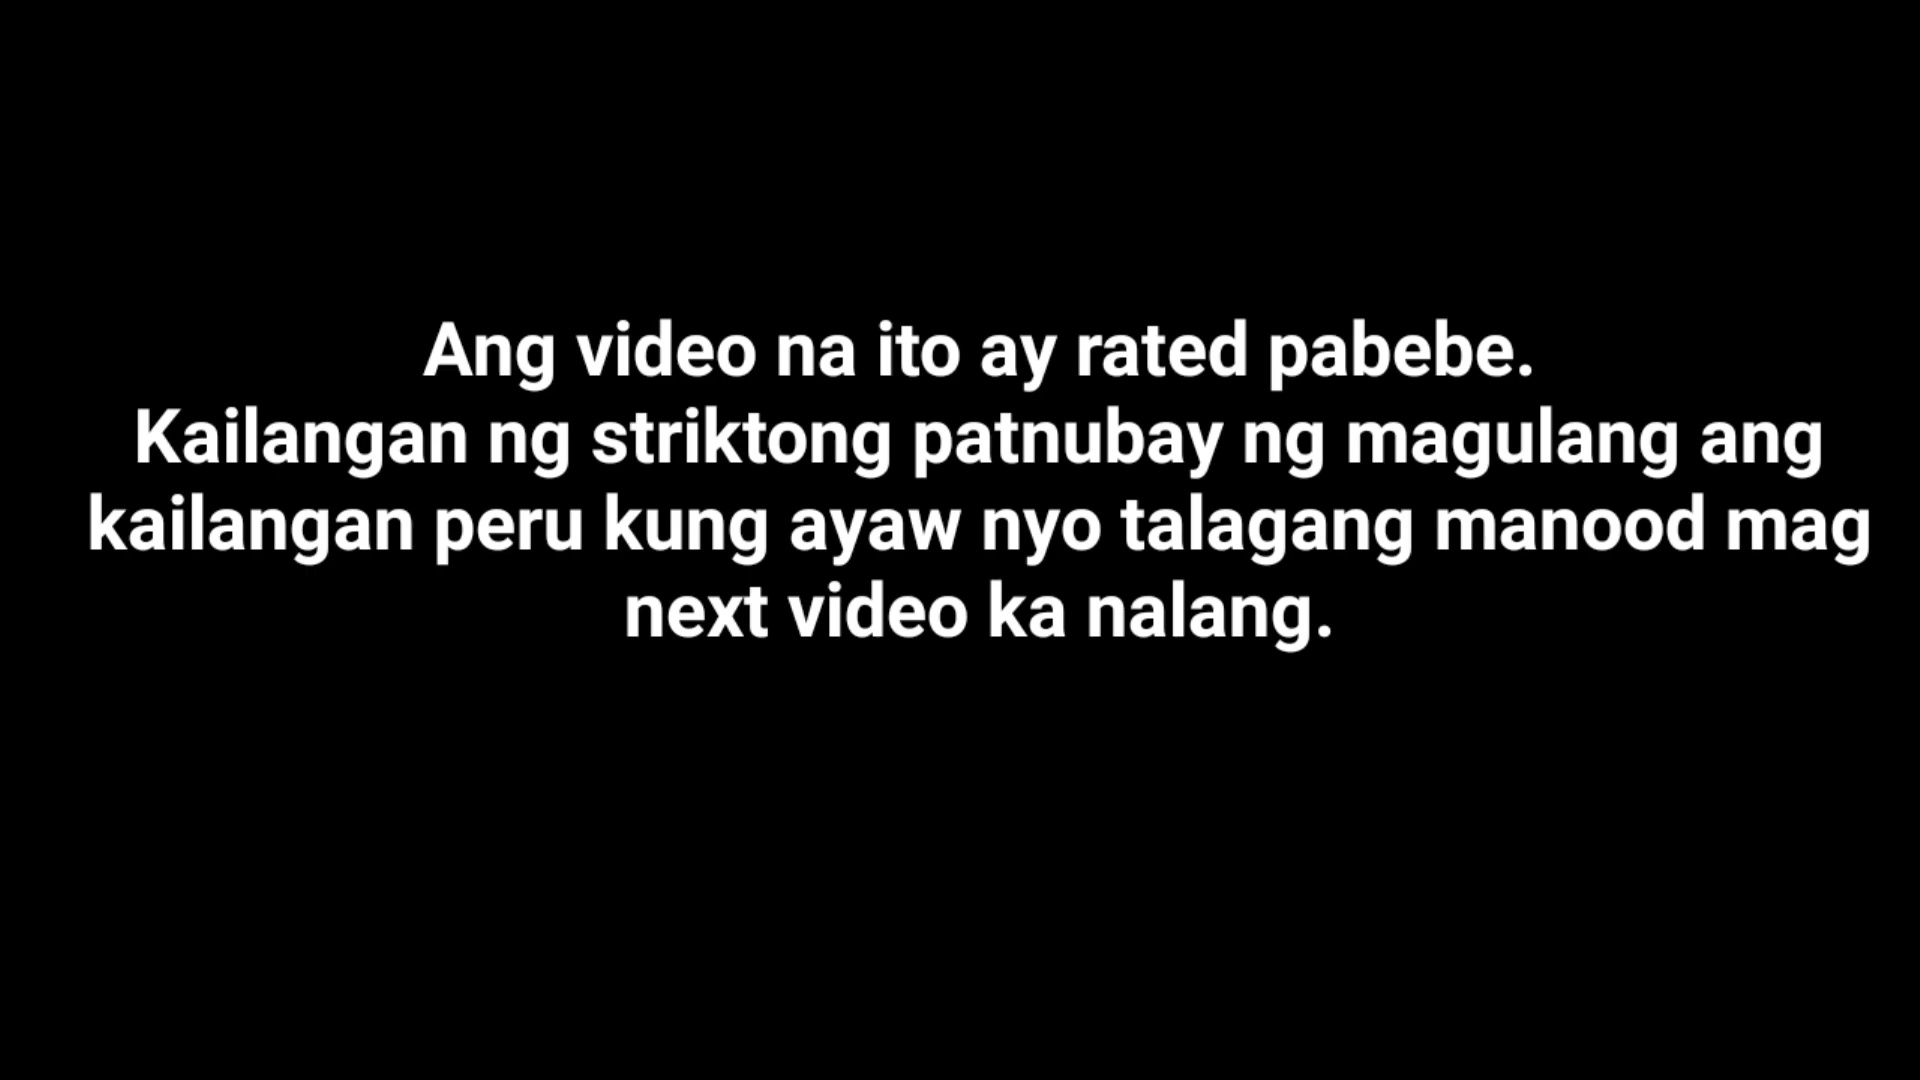 Ang video na ito ay rated pabebe.
Kailangan ng striktong patnubay ng magulang ang
kailangan peru kung ayaw nyo talagang manood mag
next video ka nalang.